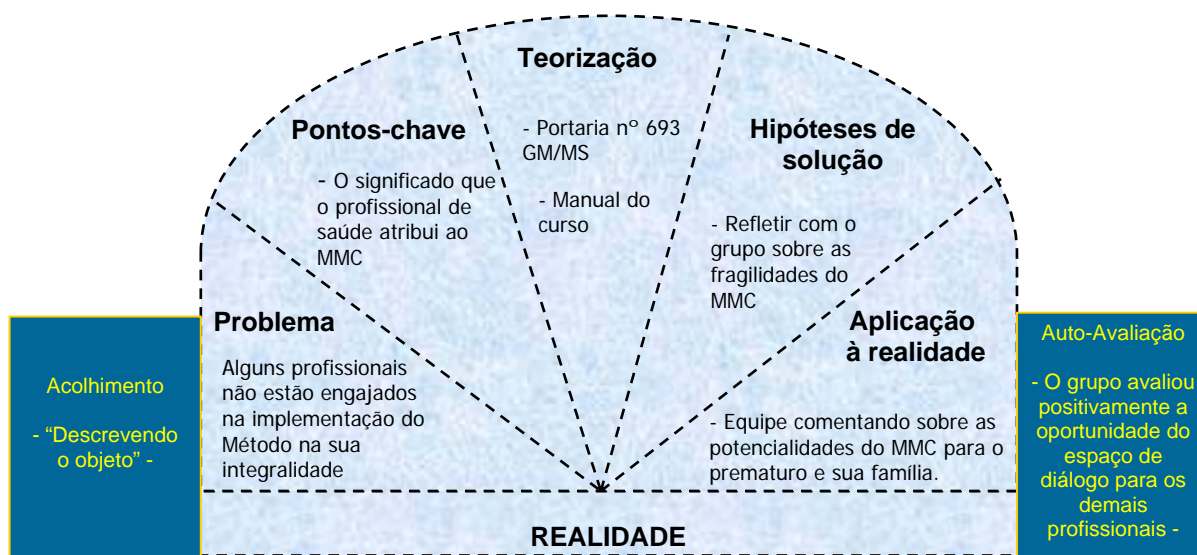 Acolhimento
- “Descrevendo
o objeto” -
Problema
Alguns profissionais
não estão engajados
na implementação do
Método na sua
integralidade
Pontos-chave
- O significado que
o profissional de
saúde atribui ao
MMC
Teorização
- Portaria nº 693
GM/MS
- Manual do
curso
Hipóteses de
solução
- Refletir com o
grupo sobre as
fragilidades do
MMC
Aplicação
à realidade
- Equipe comentando sobre as
potencialidades do MMC para o
prematuro e sua família.
Auto-Avaliação
- O grupo avaliou
positivamente a
oportunidade do
espaço de
diálogo para os
demais
profissionais -
REALIDADE